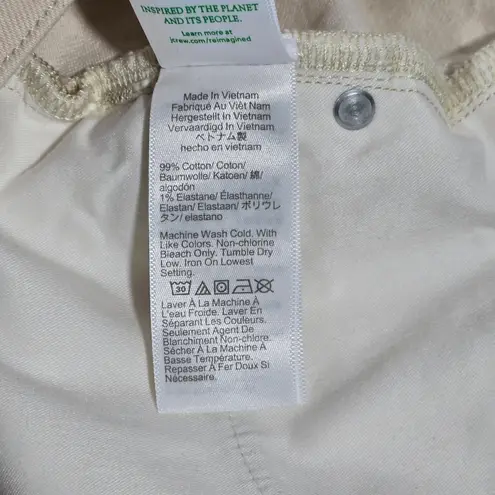 INSPIRED BY THE PLANET
AND ITS PEOPLE.
Learn more at
jcrew.com/reimagined
Made In Vietnam
Fabriqué Au Viêt Nam
Hergestellt in Vietnam
Vervaardigd In Vietnam
ベトナム製
hecho en vietnam
99% Cotton/ Coton/
Baumwolle/ Katoen/ 綿/
algodón
1% Elastane/ Élasthanne/
Elastan/ Elastaan/ ポリウレ
タン/ elastano
Machine Wash Cold. With
Like Colors. Non-chlorine
Bleach Only. Tumble Dry
Low. Iron On Lowest
Setting.
30
Laver À La Machine À
L'eau Froide. Laver En
Séparant Les Couleurs.
Seulement Agent De
Blanchiment Non-chlore.
Sécher À La Machine À
Basse Température.
Repasser À Fer Doux Si
Nécessaire.